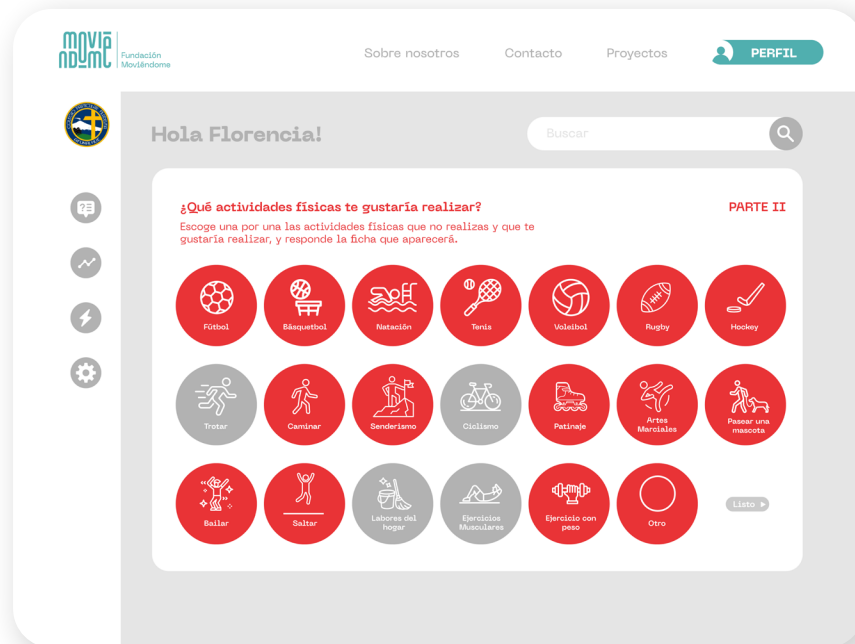 MOVIÉ
NDOME
Fundación
Moviéndome
Sobre nosotros
Contacto
Proyectos
PERFIL
Hola Florencia!
Buscar
¿Qué actividades físicas te gustaría realizar?
PARTE II
Escoge una por una las actividades físicas que no realizas y que te
gustaría realizar, y responde la ficha que aparecerá.
Fútbol
Básquetbol
Natación
Tenis
Voleibol
Rugby
Hockey
Trotar
Caminar
Senderismo
Ciclismo
Patinaje
Artes
Marciales
Pasear una
mascota
Bailar
Saltar
Labores del
hogar
Ejercicios
Musculares
Ejercicio con
peso
Otro
Listo